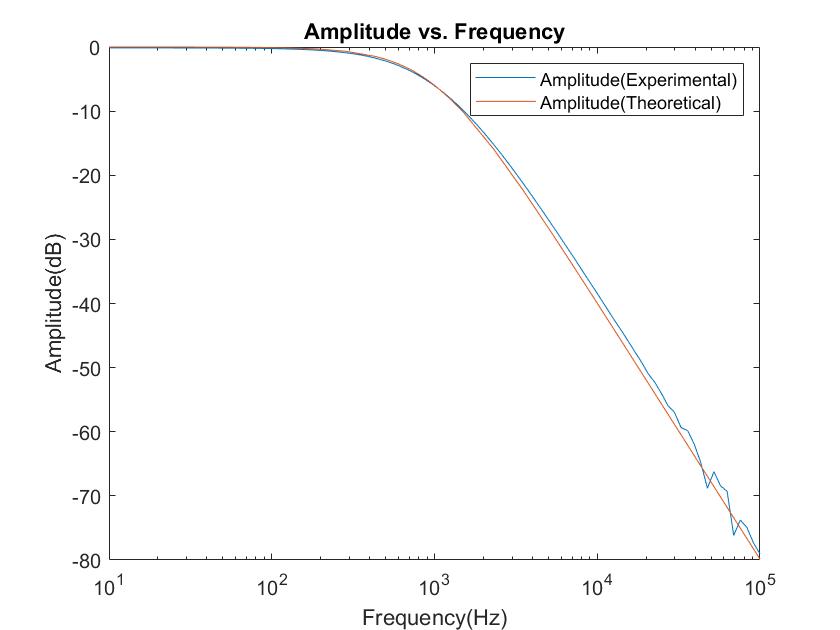 Amplitude vs. Frequency
Amplitude(Experimental)
Amplitude(Theoretical)
0
-10
-20
-30
-40
-50
-60
-70
-80
Amplitude(dB)
10^1 10^2 10^3 10^4 10^5
Frequency(Hz)